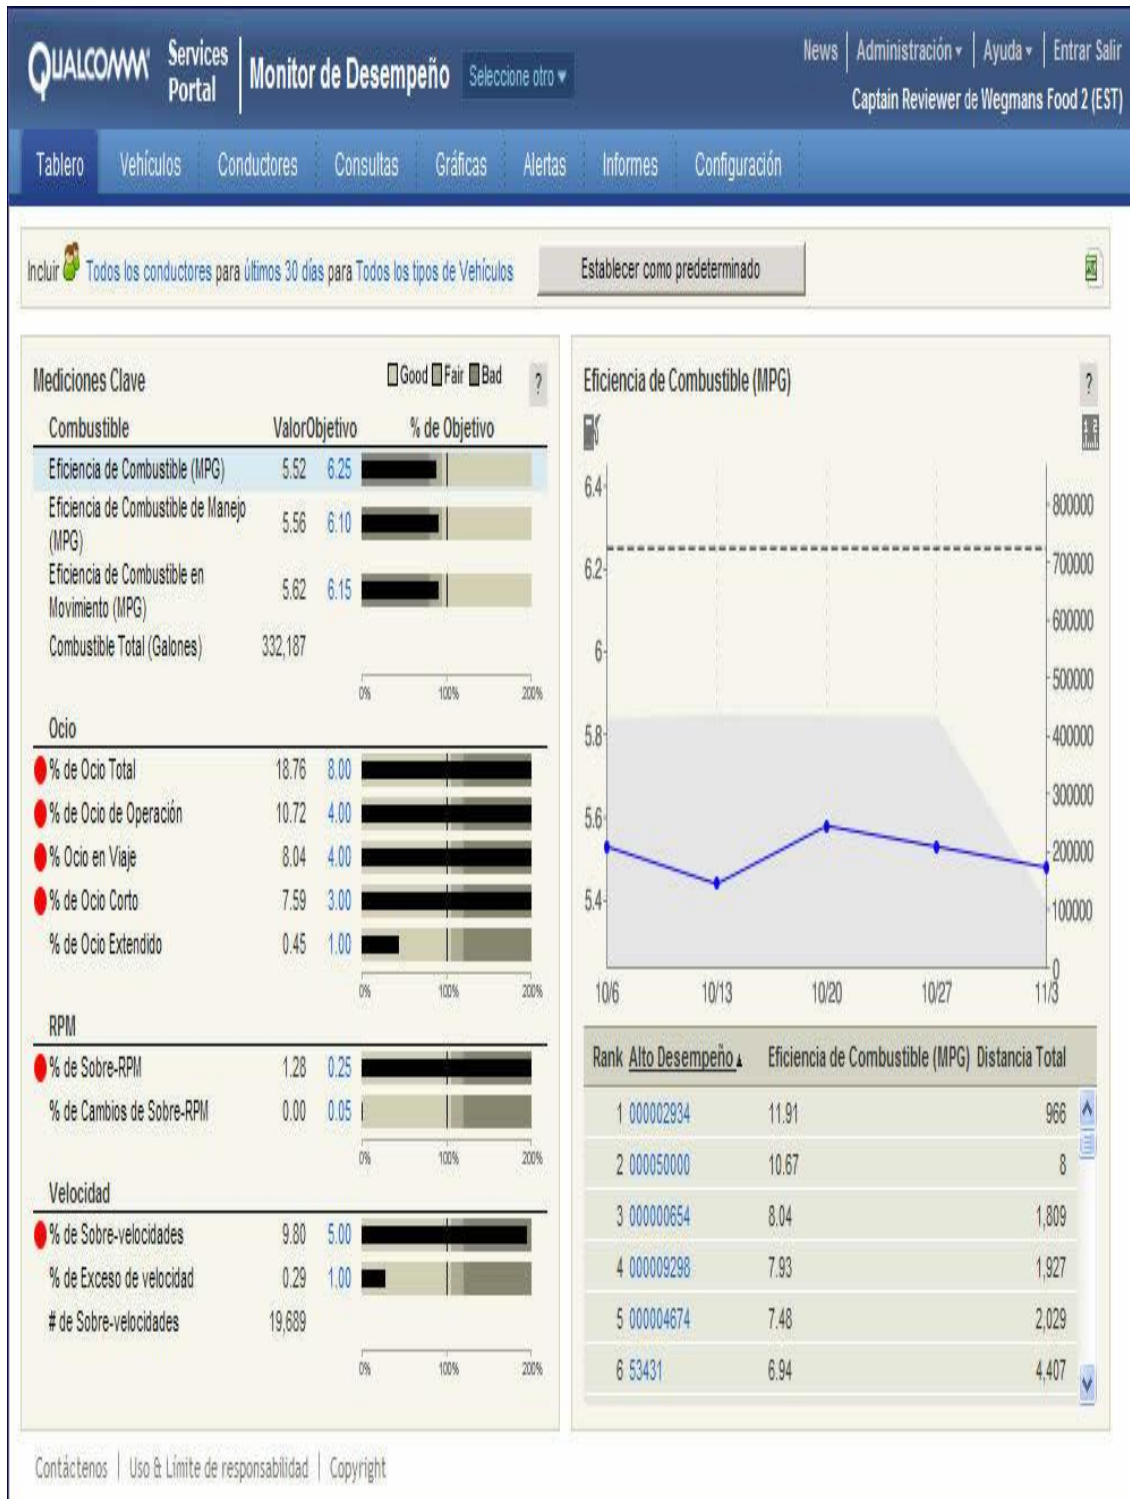 QUALCOMM Services Portal Monitor de Desempeño Seleccione otro
News Administración Ayuda Entrar Salir
Captain Reviewer de Wegmans Food 2 (EST)
Tablero Vehículos Conductores Consultas Gráficas Alertas Informes Configuración
Incluir Todos los conductores para últimos 30 días para Todos los tipos de Vehículos Establecer como predeterminado
Mediciones Clave Good Fair Bad ?
Combustible ValorObjetivo % de Objetivo
Eficiencia de Combustible (MPG) 5.52 6.25
Eficiencia de Combustible de Manejo
(MPG) 5.56 6.10
Eficiencia de Combustible en
Movimiento (MPG) 5.62 6.15
Combustible Total (Galones) 332,187
0% 100% 200%
Ocio
% de Ocio Total 18.76 8.00
% de Ocio de Operación 10.72 4.00
% Ocio en Viaje 8.04 4.00
% de Ocio Corto 7.59 3.00
% de Ocio Extendido 0.45 1.00
0% 100% 200%
RPM
% de Sobre-RPM 1.28 0.25
% de Cambios de Sobre-RPM 0.00 0.05
0% 100% 200%
Velocidad
% de Sobre-velocidades 9.80 5.00
% de Exceso de velocidad 0.29 1.00
# de Sobre-velocidades 19,689
0% 100% 200%
Eficiencia de Combustible (MPG) ?
6.4
6.2
6
5.8
5.6
5.4
800000
700000
600000
500000
400000
300000
200000
100000
0
10/6 10/13 10/20 10/27 11/3
Rank Alto Desempeño Eficiencia de Combustible (MPG) Distancia Total
1 000002934 11.91 966
2 000050000 10.67 8
3 000000654 8.04 1,809
4 000009298 7.93 1,927
5 000004674 7.48 2,029
6 53431 6.94 4,407
Contáctenos | Uso & Límite de responsabilidad | Copyright